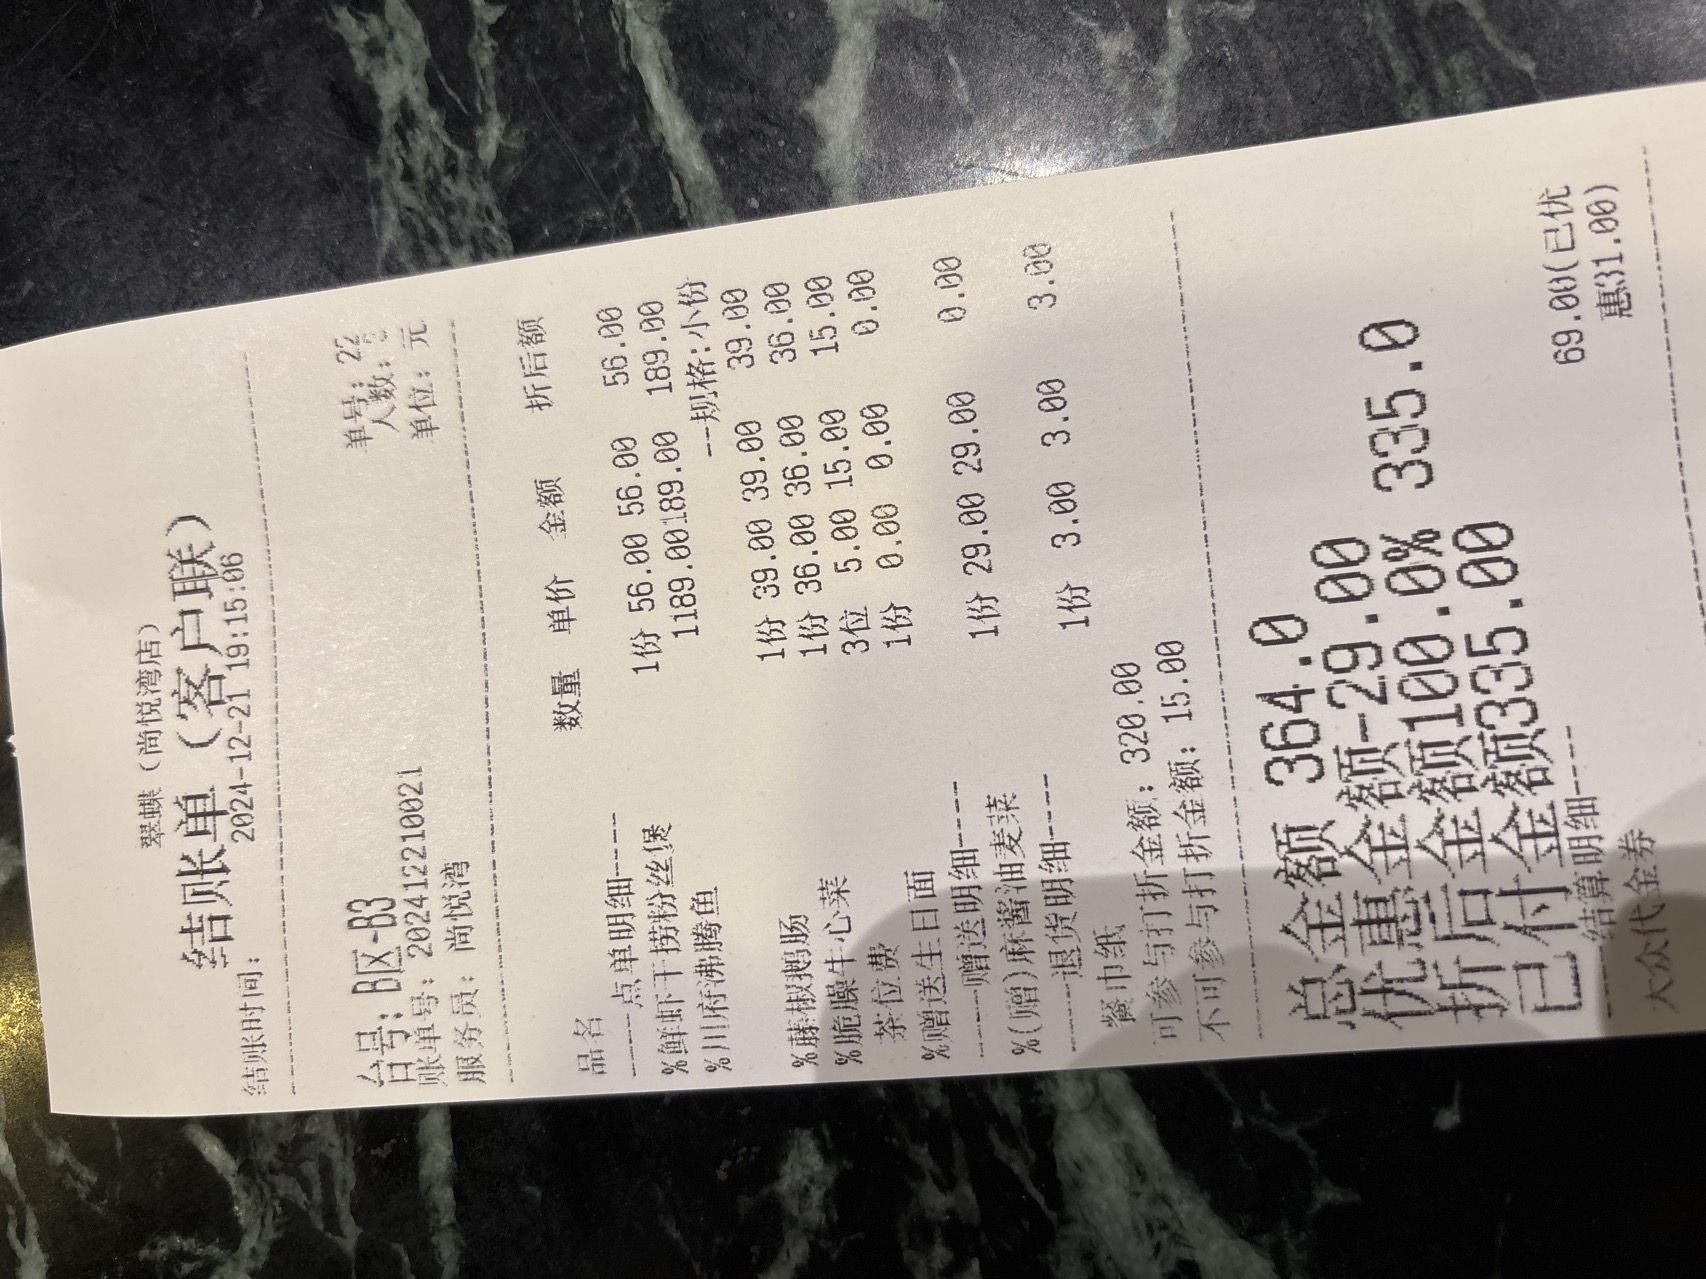 翠蝶（尚悦湾店）
结账单（客户联）
结账时间： 2024-12-21 19:15:06
单号：22
台号：B区-B3 人数：
账单号：2024122100021 单位：元
服务员：尚悦湾
品名 数量 单价 金额 折后额
----点单明细----
%鲜虾干捞粉丝煲 1份 56.00 56.00 56.00
%川府沸腾鱼 1189.00189.00 189.00
--规格:小份
%藤椒鹅肠 1份 39.00 39.00 39.00
%脆臊牛心菜 1份 36.00 36.00 36.00
茶位费 3位 5.00 15.00 15.00
%赠送生日面 1份 0.00 0.00 0.00
----赠送明细----
%(赠)麻酱油麦菜 1份 29.00 29.00 0.00
----退货明细----
餐巾纸 1份 3.00 3.00 3.00
可参与打打折金额：320.00
不可参与打折金额：15.00
总金额 364.0
优惠金额-29.00
折后金额100.0% 335.0
已付金额335.00
----结算明细----
大众代金券 69.00(已优
惠31.00)